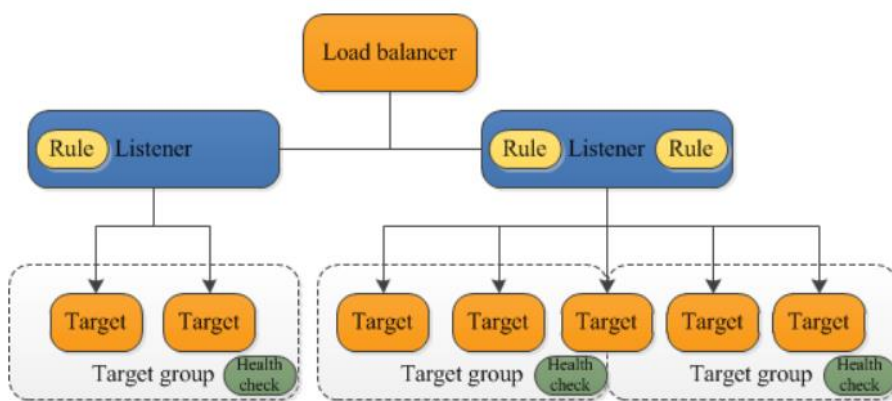 Load balancer
Rule Listener
Rule Listener Rule
Target Target Target Target Target Target Target
Target group Health check
Target group Health check
Target group Health check